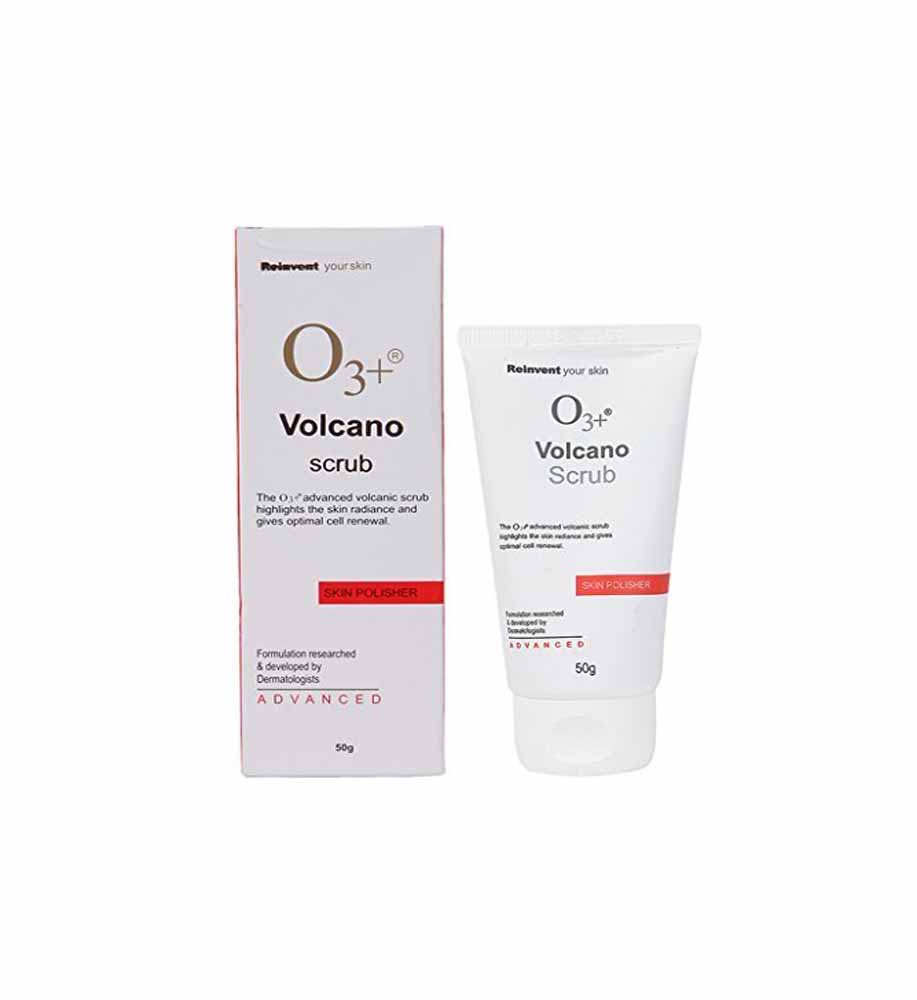 Reinvent your skin
O3+®
Volcano
scrub
The O3+® advanced volcanic scrub
highlights the skin radiance and
gives optimal cell renewal.
SKIN POLISHER
Formulation researched
& developed by
Dermatologists
ADVANCED
50g
ReInvent your skin
O3+®
Volcano
Scrub
The O3+® advanced volcanic scrub
highlights the skin radiance and gives
optimal cell renewal.
SKIN POLISHER
Formulation researched
& developed by
Dermatologists
ADVANCED
50g